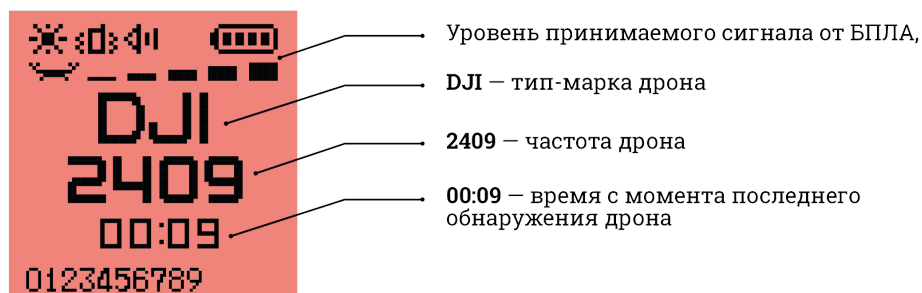 Уровень принимаемого сигнала от БПЛА,
DJI
DJI — тип-марка дрона
2409
2409 — частота дрона
00:09
00:09 — время с момента последнего
обнаружения дрона
0123456789